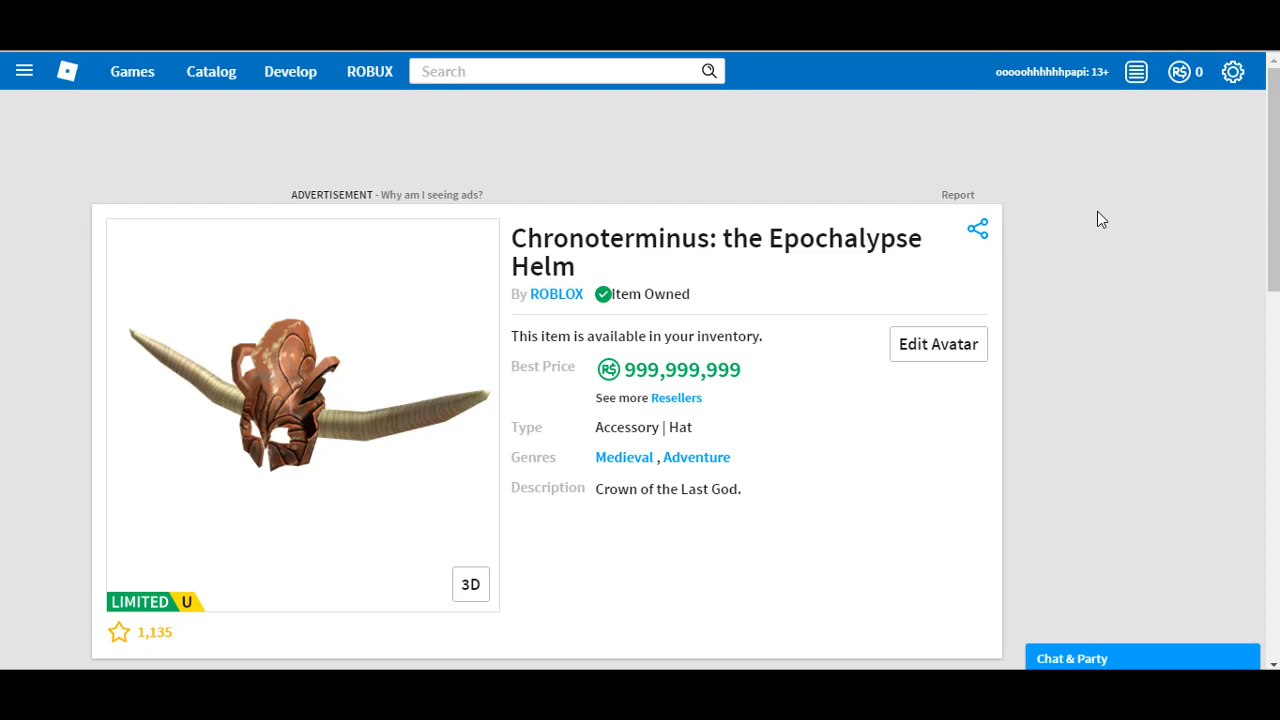 Games Catalog Develop ROBUX Search ooooohhhhhhpapi: 13+ R$ 0
ADVERTISEMENT - Why am I seeing ads? Report
Chronoterminus: the Epochalypse
Helm
By ROBLOX Item Owned
This item is available in your inventory. Edit Avatar
Best Price R$ 999,999,999
See more Resellers
Type Accessory | Hat
Genres Medieval , Adventure
Description Crown of the Last God.
3D
LIMITED U
1,135
Chat & Party